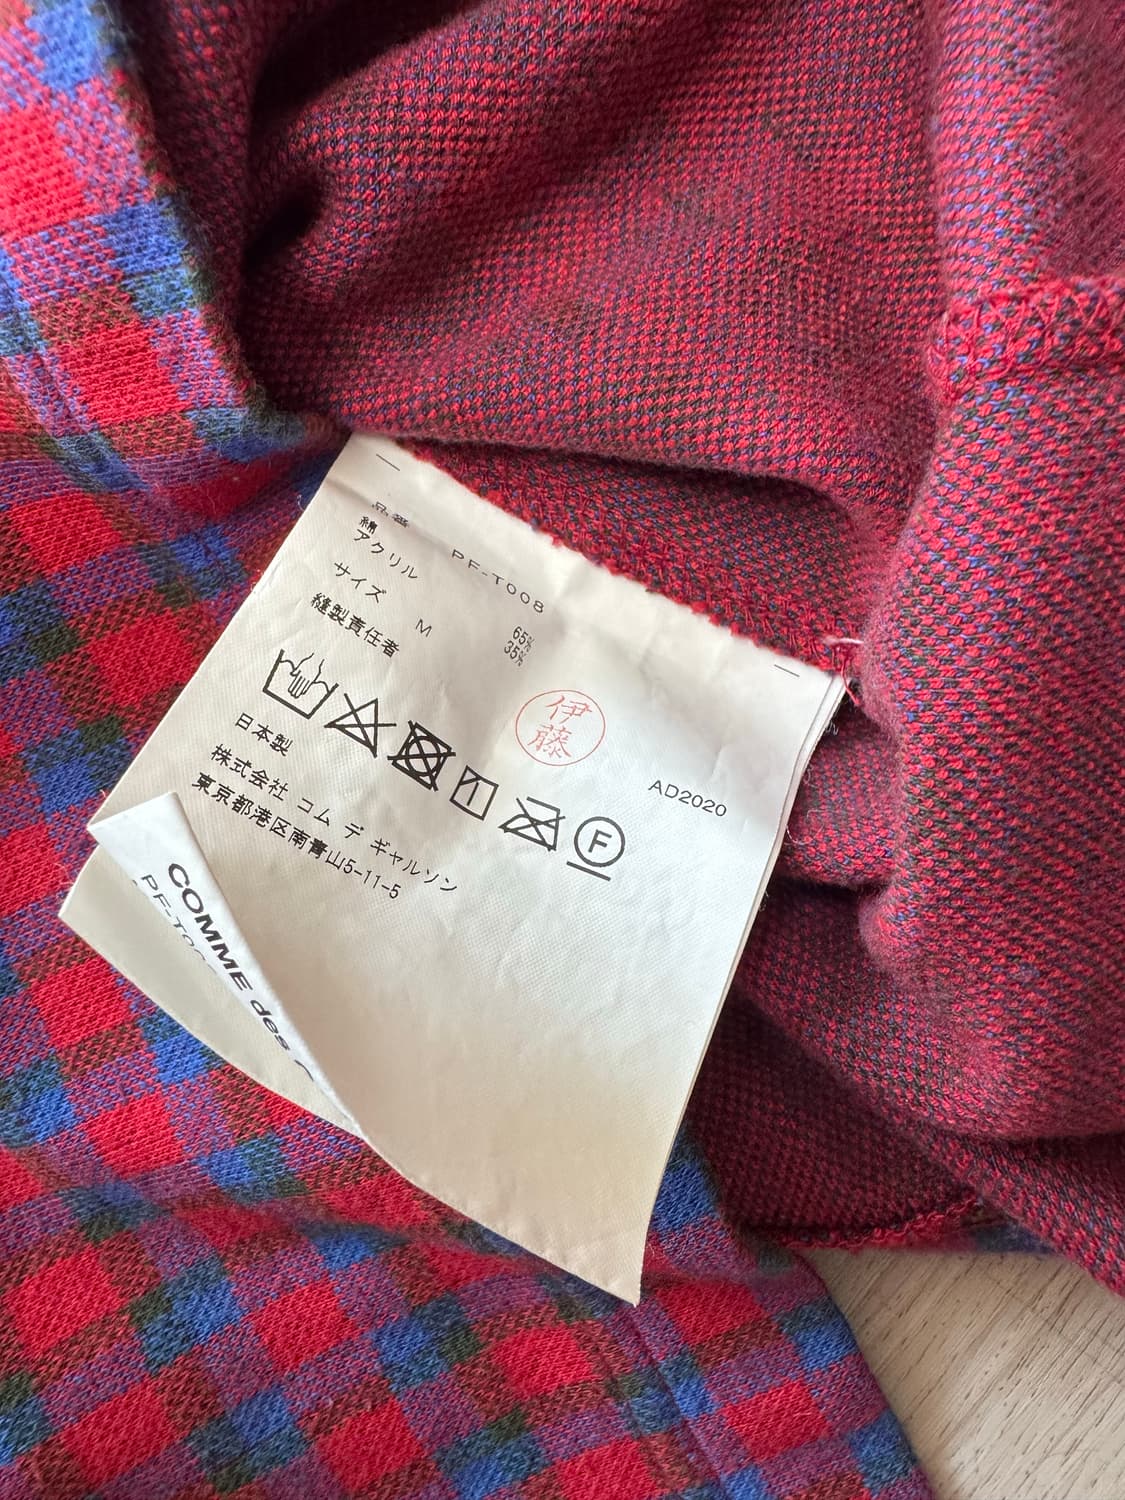 品番 PF-T008
綿 65%
アクリル 35%
サイズ M
縫製責任者
伊藤
F
AD2020
日本製
株式会社 コム デ ギャルソン
東京都港区南青山5-11-5
COMME des
PF-T00